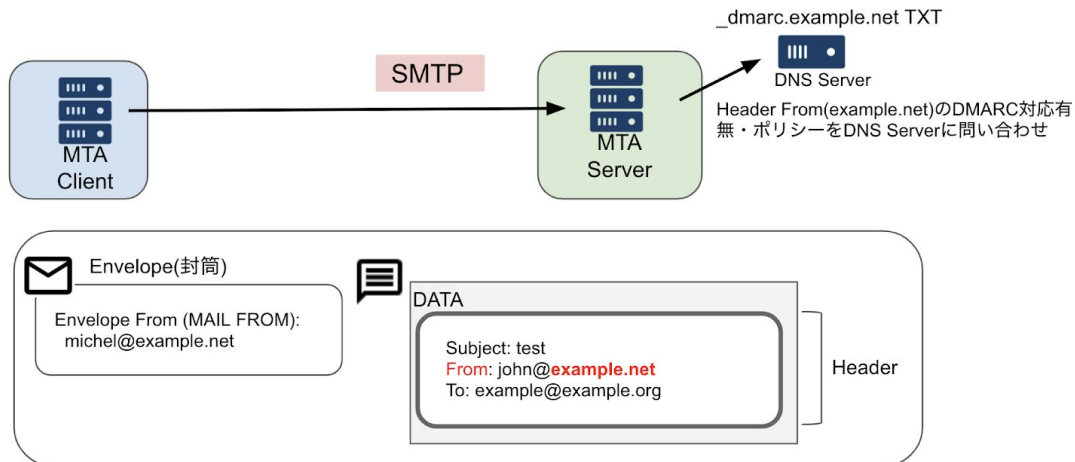 _dmarc.example.net TXT
SMTP
DNS Server
MTA
Client
MTA
Server
Header From(example.net)のDMARC対応有
無・ポリシーをDNS Serverに問い合わせ
Envelope(封筒)
Envelope From (MAIL FROM):
michel@example.net
DATA
Subject: test
From: john@example.net
To: example@example.org
Header